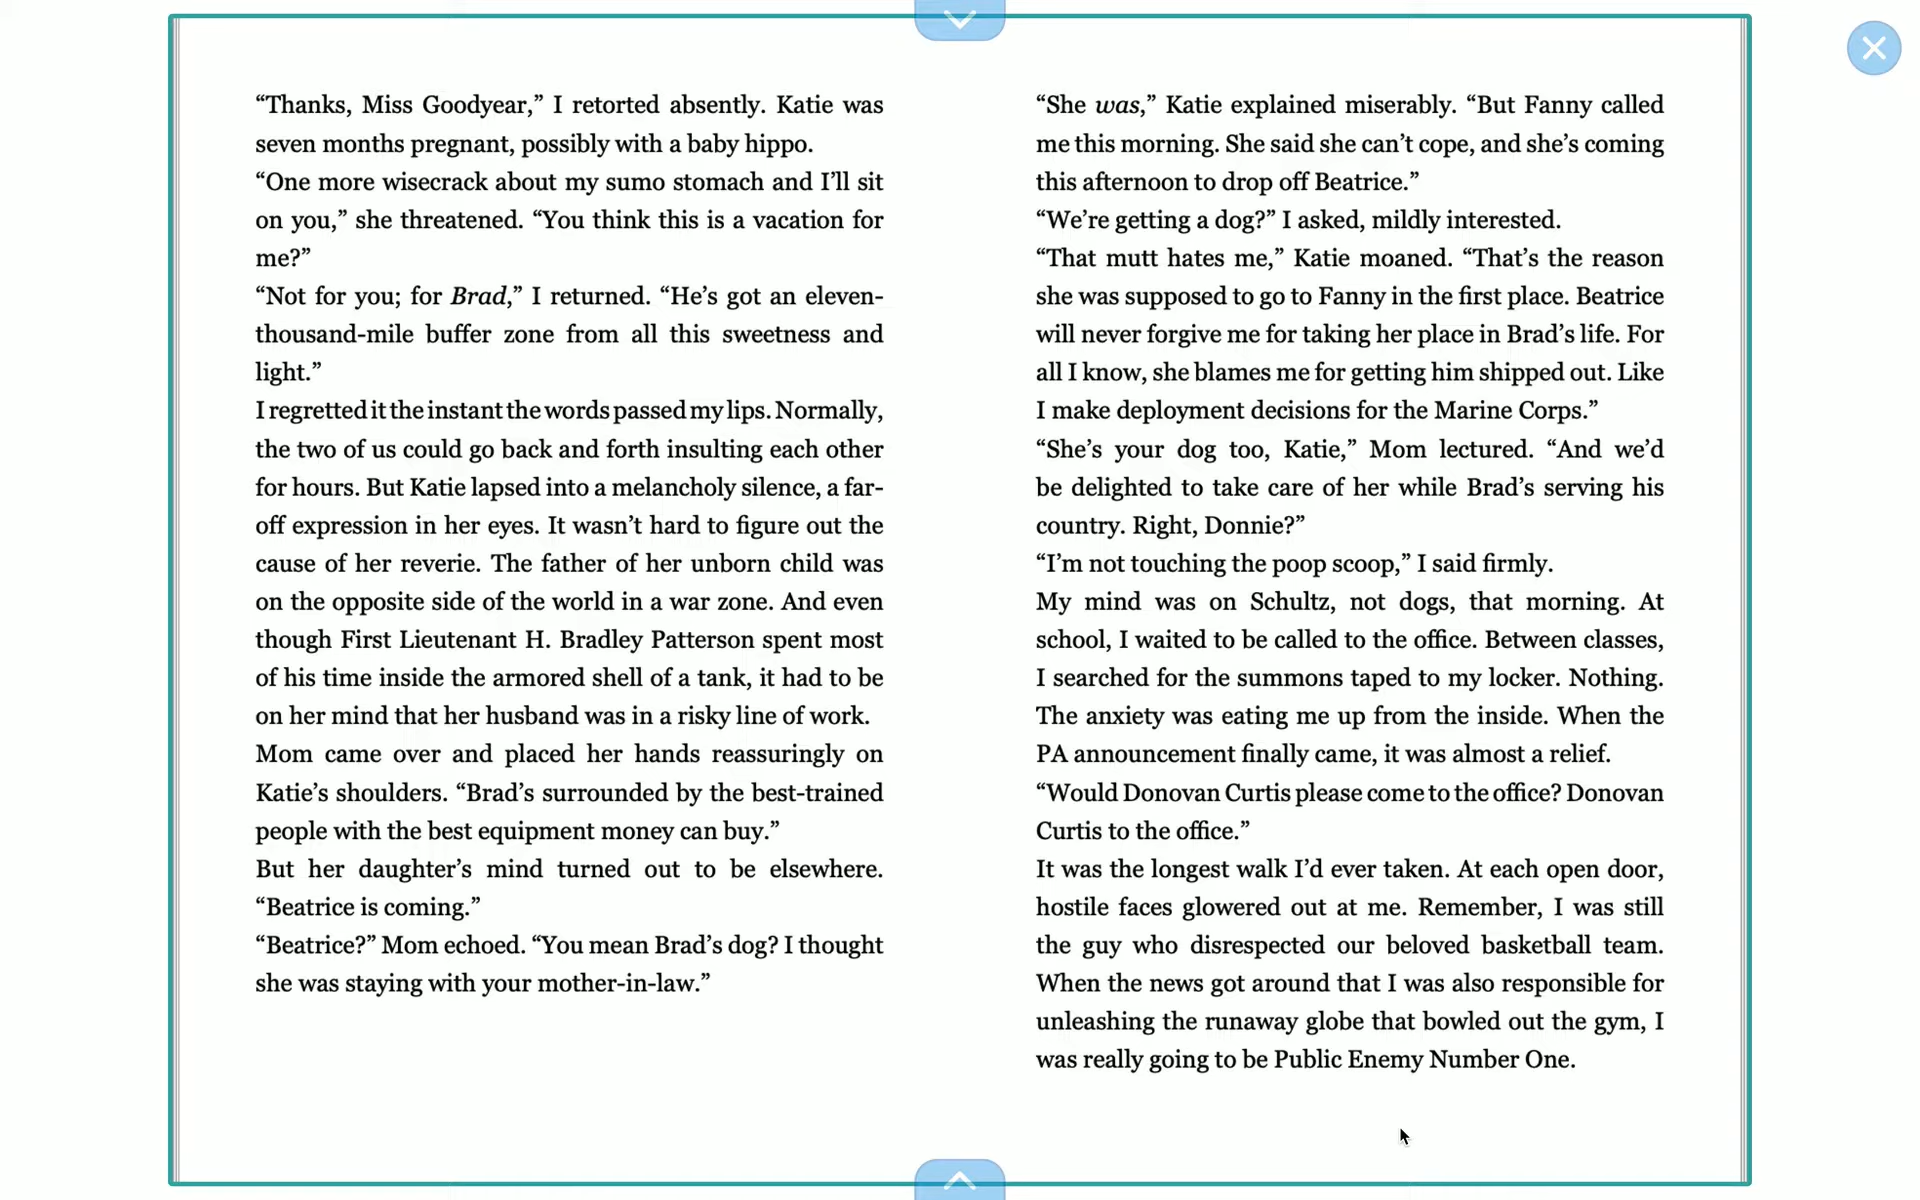 “Thanks, Miss Goodyear,” I retorted absently. Katie was
seven months pregnant, possibly with a baby hippo.
“One more wisecrack about my sumo stomach and I’ll sit
on you,” she threatened. “You think this is a vacation for
me?”
“Not for you; for Brad,” I returned. “He’s got an eleven-
thousand-mile buffer zone from all this sweetness and
light.”
I regretted it the instant the words passed my lips. Normally,
the two of us could go back and forth insulting each other
for hours. But Katie lapsed into a melancholy silence, a far-
off expression in her eyes. It wasn’t hard to figure out the
cause of her reverie. The father of her unborn child was
on the opposite side of the world in a war zone. And even
though First Lieutenant H. Bradley Patterson spent most
of his time inside the armored shell of a tank, it had to be
on her mind that her husband was in a risky line of work.
Mom came over and placed her hands reassuringly on
Katie’s shoulders. “Brad’s surrounded by the best-trained
people with the best equipment money can buy.”
But her daughter’s mind turned out to be elsewhere.
“Beatrice is coming.”
“Beatrice?” Mom echoed. “You mean Brad’s dog? I thought
she was staying with your mother-in-law.”
“She was,” Katie explained miserably. “But Fanny called
me this morning. She said she can’t cope, and she’s coming
this afternoon to drop off Beatrice.”
“We’re getting a dog?” I asked, mildly interested.
“That mutt hates me,” Katie moaned. “That’s the reason
she was supposed to go to Fanny in the first place. Beatrice
will never forgive me for taking her place in Brad’s life. For
all I know, she blames me for getting him shipped out. Like
I make deployment decisions for the Marine Corps.”
“She’s your dog too, Katie,” Mom lectured. “And we’d
be delighted to take care of her while Brad’s serving his
country. Right, Donnie?”
“I’m not touching the poop scoop,” I said firmly.
My mind was on Schultz, not dogs, that morning. At
school, I waited to be called to the office. Between classes,
I searched for the summons taped to my locker. Nothing.
The anxiety was eating me up from the inside. When the
PA announcement finally came, it was almost a relief.
“Would Donovan Curtis please come to the office? Donovan
Curtis to the office.”
It was the longest walk I’d ever taken. At each open door,
hostile faces glowered out at me. Remember, I was still
the guy who disrespected our beloved basketball team.
When the news got around that I was also responsible for
unleashing the runaway globe that bowled out the gym, I
was really going to be Public Enemy Number One.